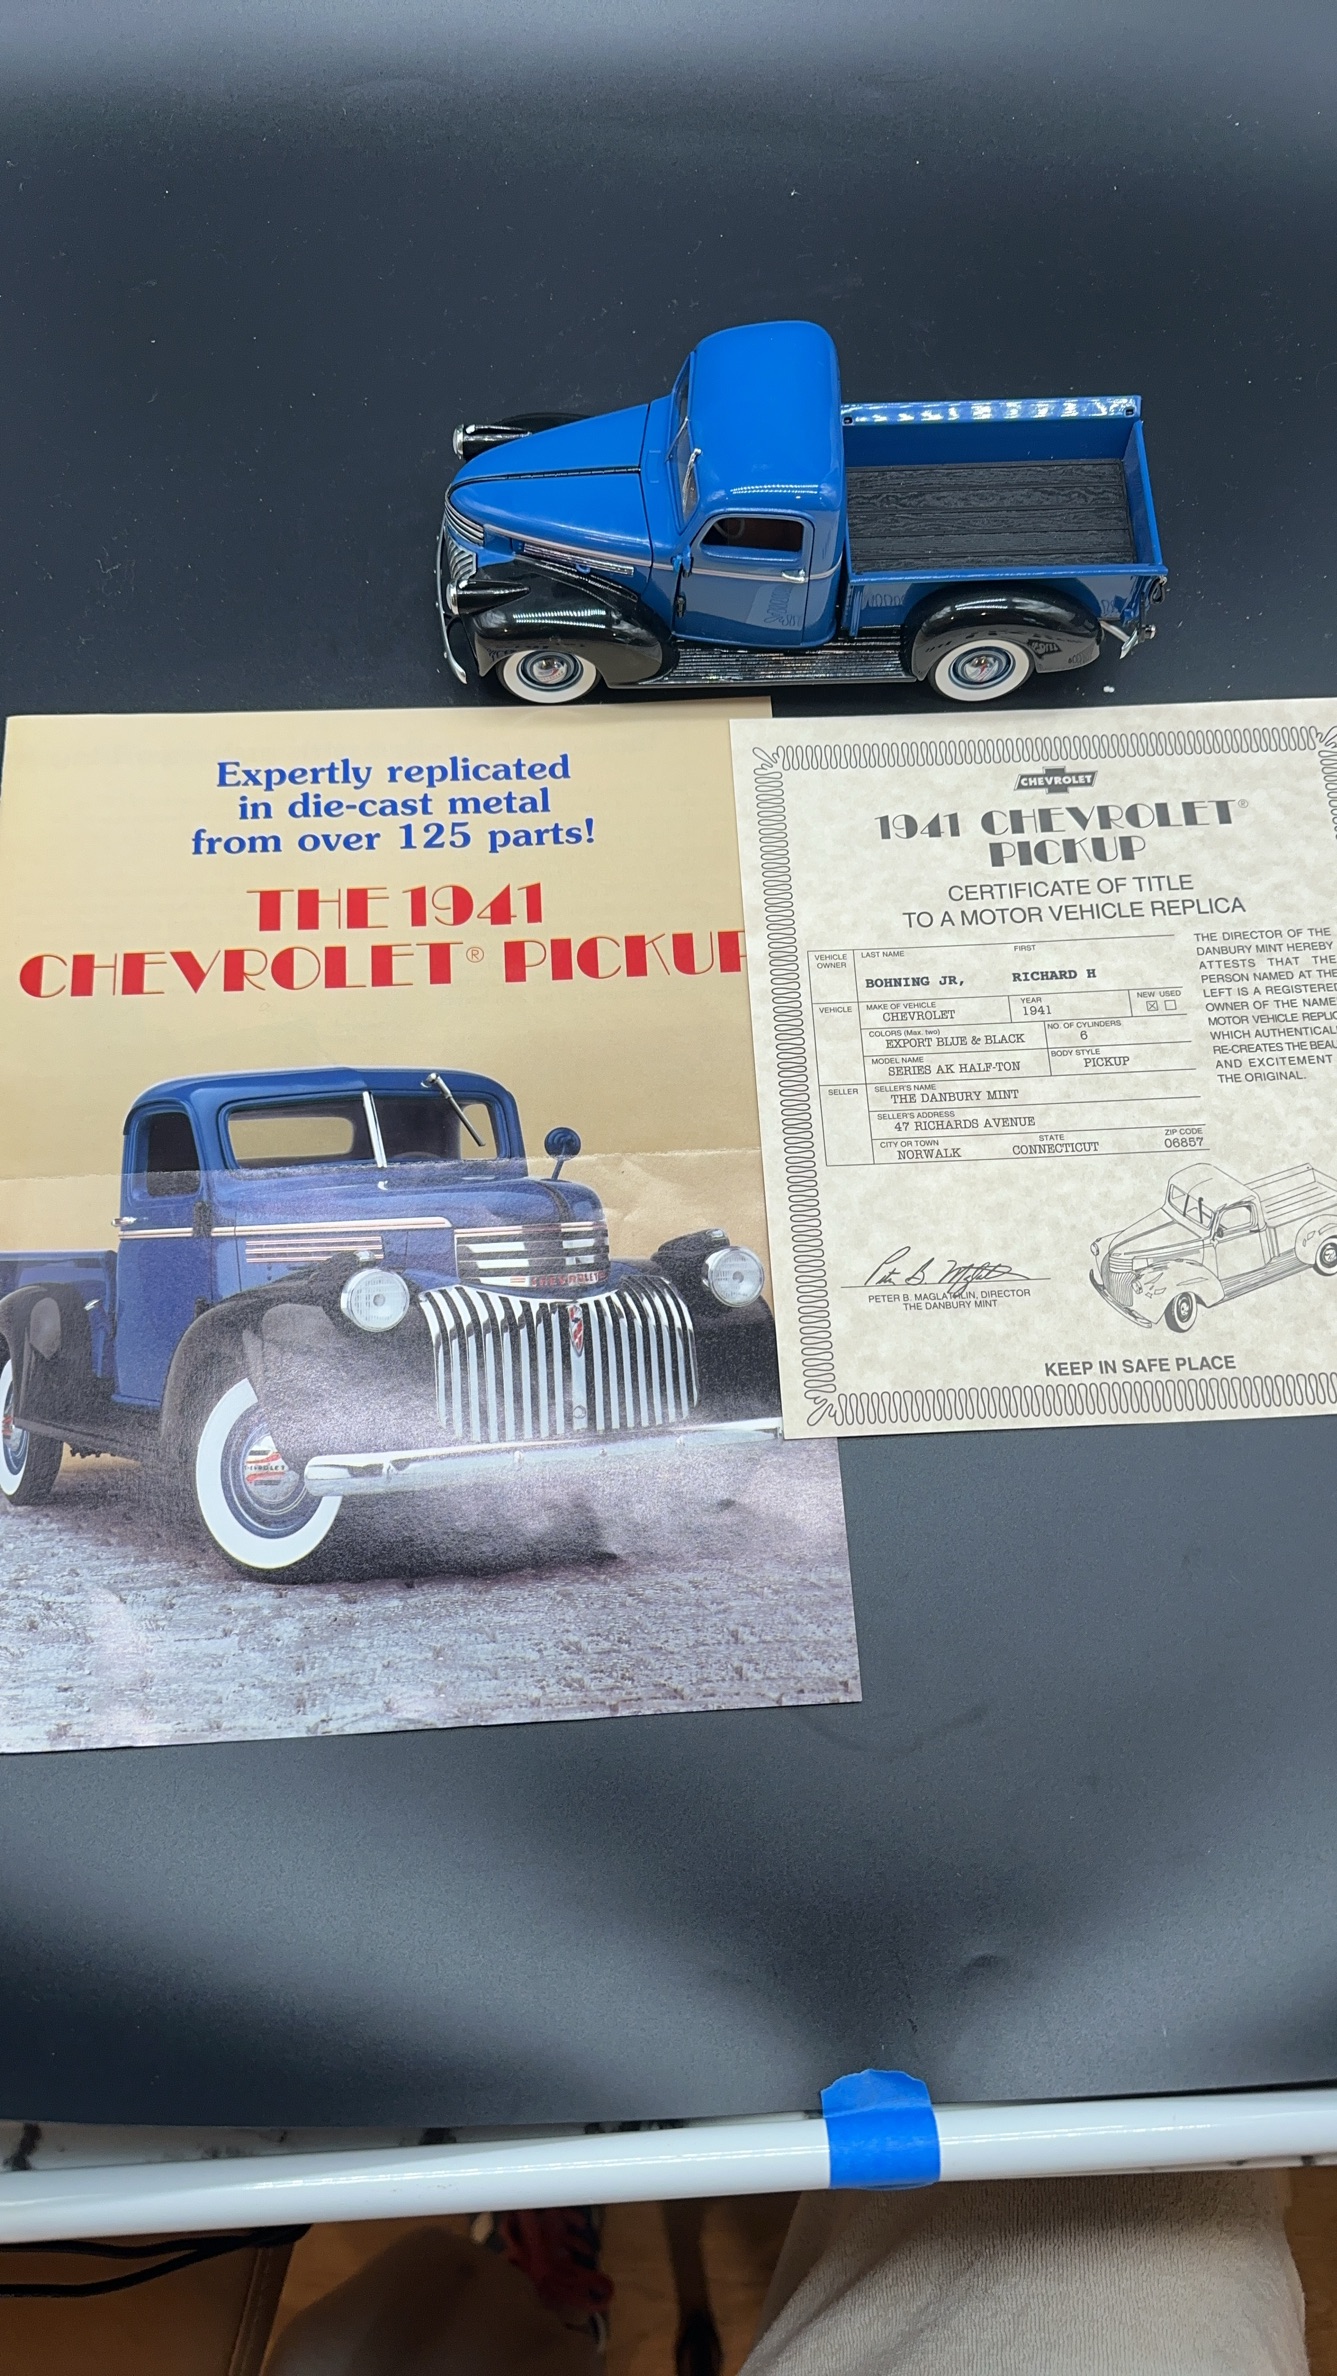 Expertly replicated
in die-cast metal
from over 125 parts!
THE 1941
CHEVROLET® PICKUP
CHEVROLET
CHEVROLET
CHEVROLET
1941 CHEVROLET®
PICKUP
CERTIFICATE OF TITLE
TO A MOTOR VEHICLE REPLICA
VEHICLE OWNER
LAST NAME FIRST
BOHNING JR, RICHARD H
VEHICLE
MAKE OF VEHICLE YEAR NEW USED
CHEVROLET 1941 ☒ ☐
COLORS (Max. two) NO. OF CYLINDERS
EXPORT BLUE & BLACK 6
MODEL NAME BODY STYLE
SERIES AK HALF-TON PICKUP
SELLER
SELLER'S NAME
THE DANBURY MINT
SELLER'S ADDRESS
47 RICHARDS AVENUE
CITY OR TOWN STATE ZIP CODE
NORWALK CONNECTICUT 06857
THE DIRECTOR OF THE
DANBURY MINT HEREBY
ATTESTS THAT THE
PERSON NAMED AT THE
LEFT IS A REGISTERED
OWNER OF THE NAME
MOTOR VEHICLE REPLIC
WHICH AUTHENTICAL
RE-CREATES THE BEAU
AND EXCITEMENT
THE ORIGINAL.
PETER B. MAGLATHLIN, DIRECTOR
THE DANBURY MINT
KEEP IN SAFE PLACE